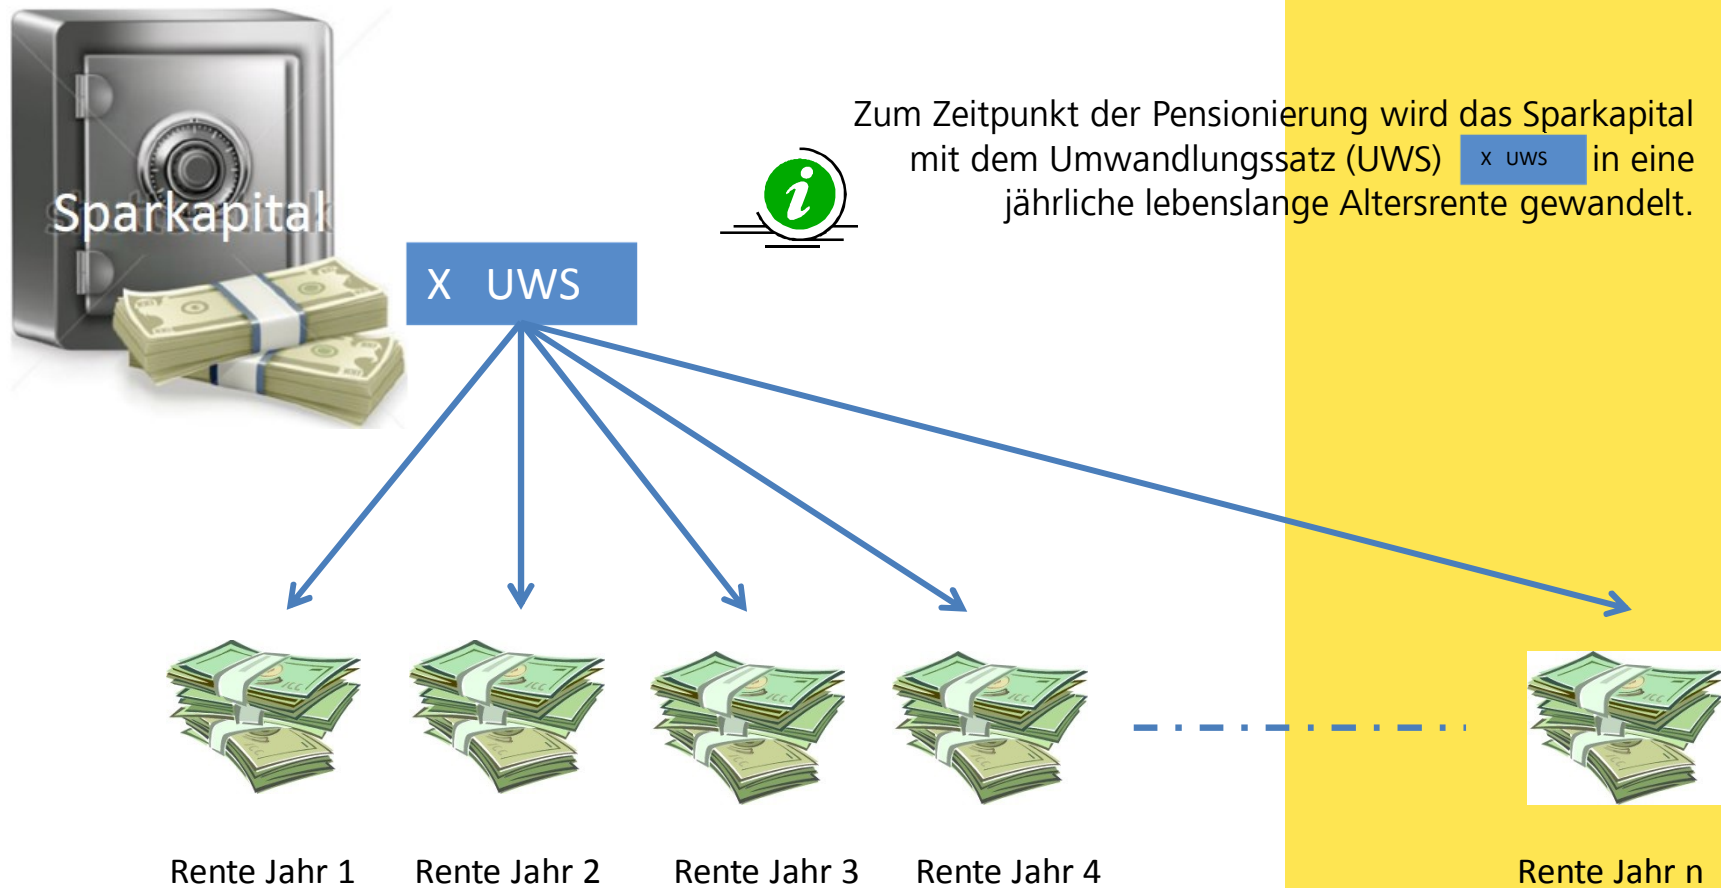 Zum Zeitpunkt der Pensionierung wird das Sparkapital
mit dem Umwandlungssatz (UWS) x uws in eine
jährliche lebenslange Altersrente gewandelt.
Sparkapital
X UWS
Rente Jahr 1
Rente Jahr 2
Rente Jahr 3
Rente Jahr 4
Rente Jahr n